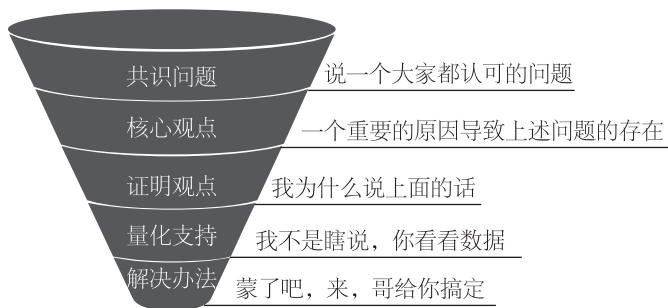 共识问题
说一个大家都认可的问题
核心观点
一个重要的原因导致上述问题的存在
证明观点
我为什么说上面的话
量化支持
我不是瞎说，你看看数据
解决办法
蒙了吧，来，哥给你搞定